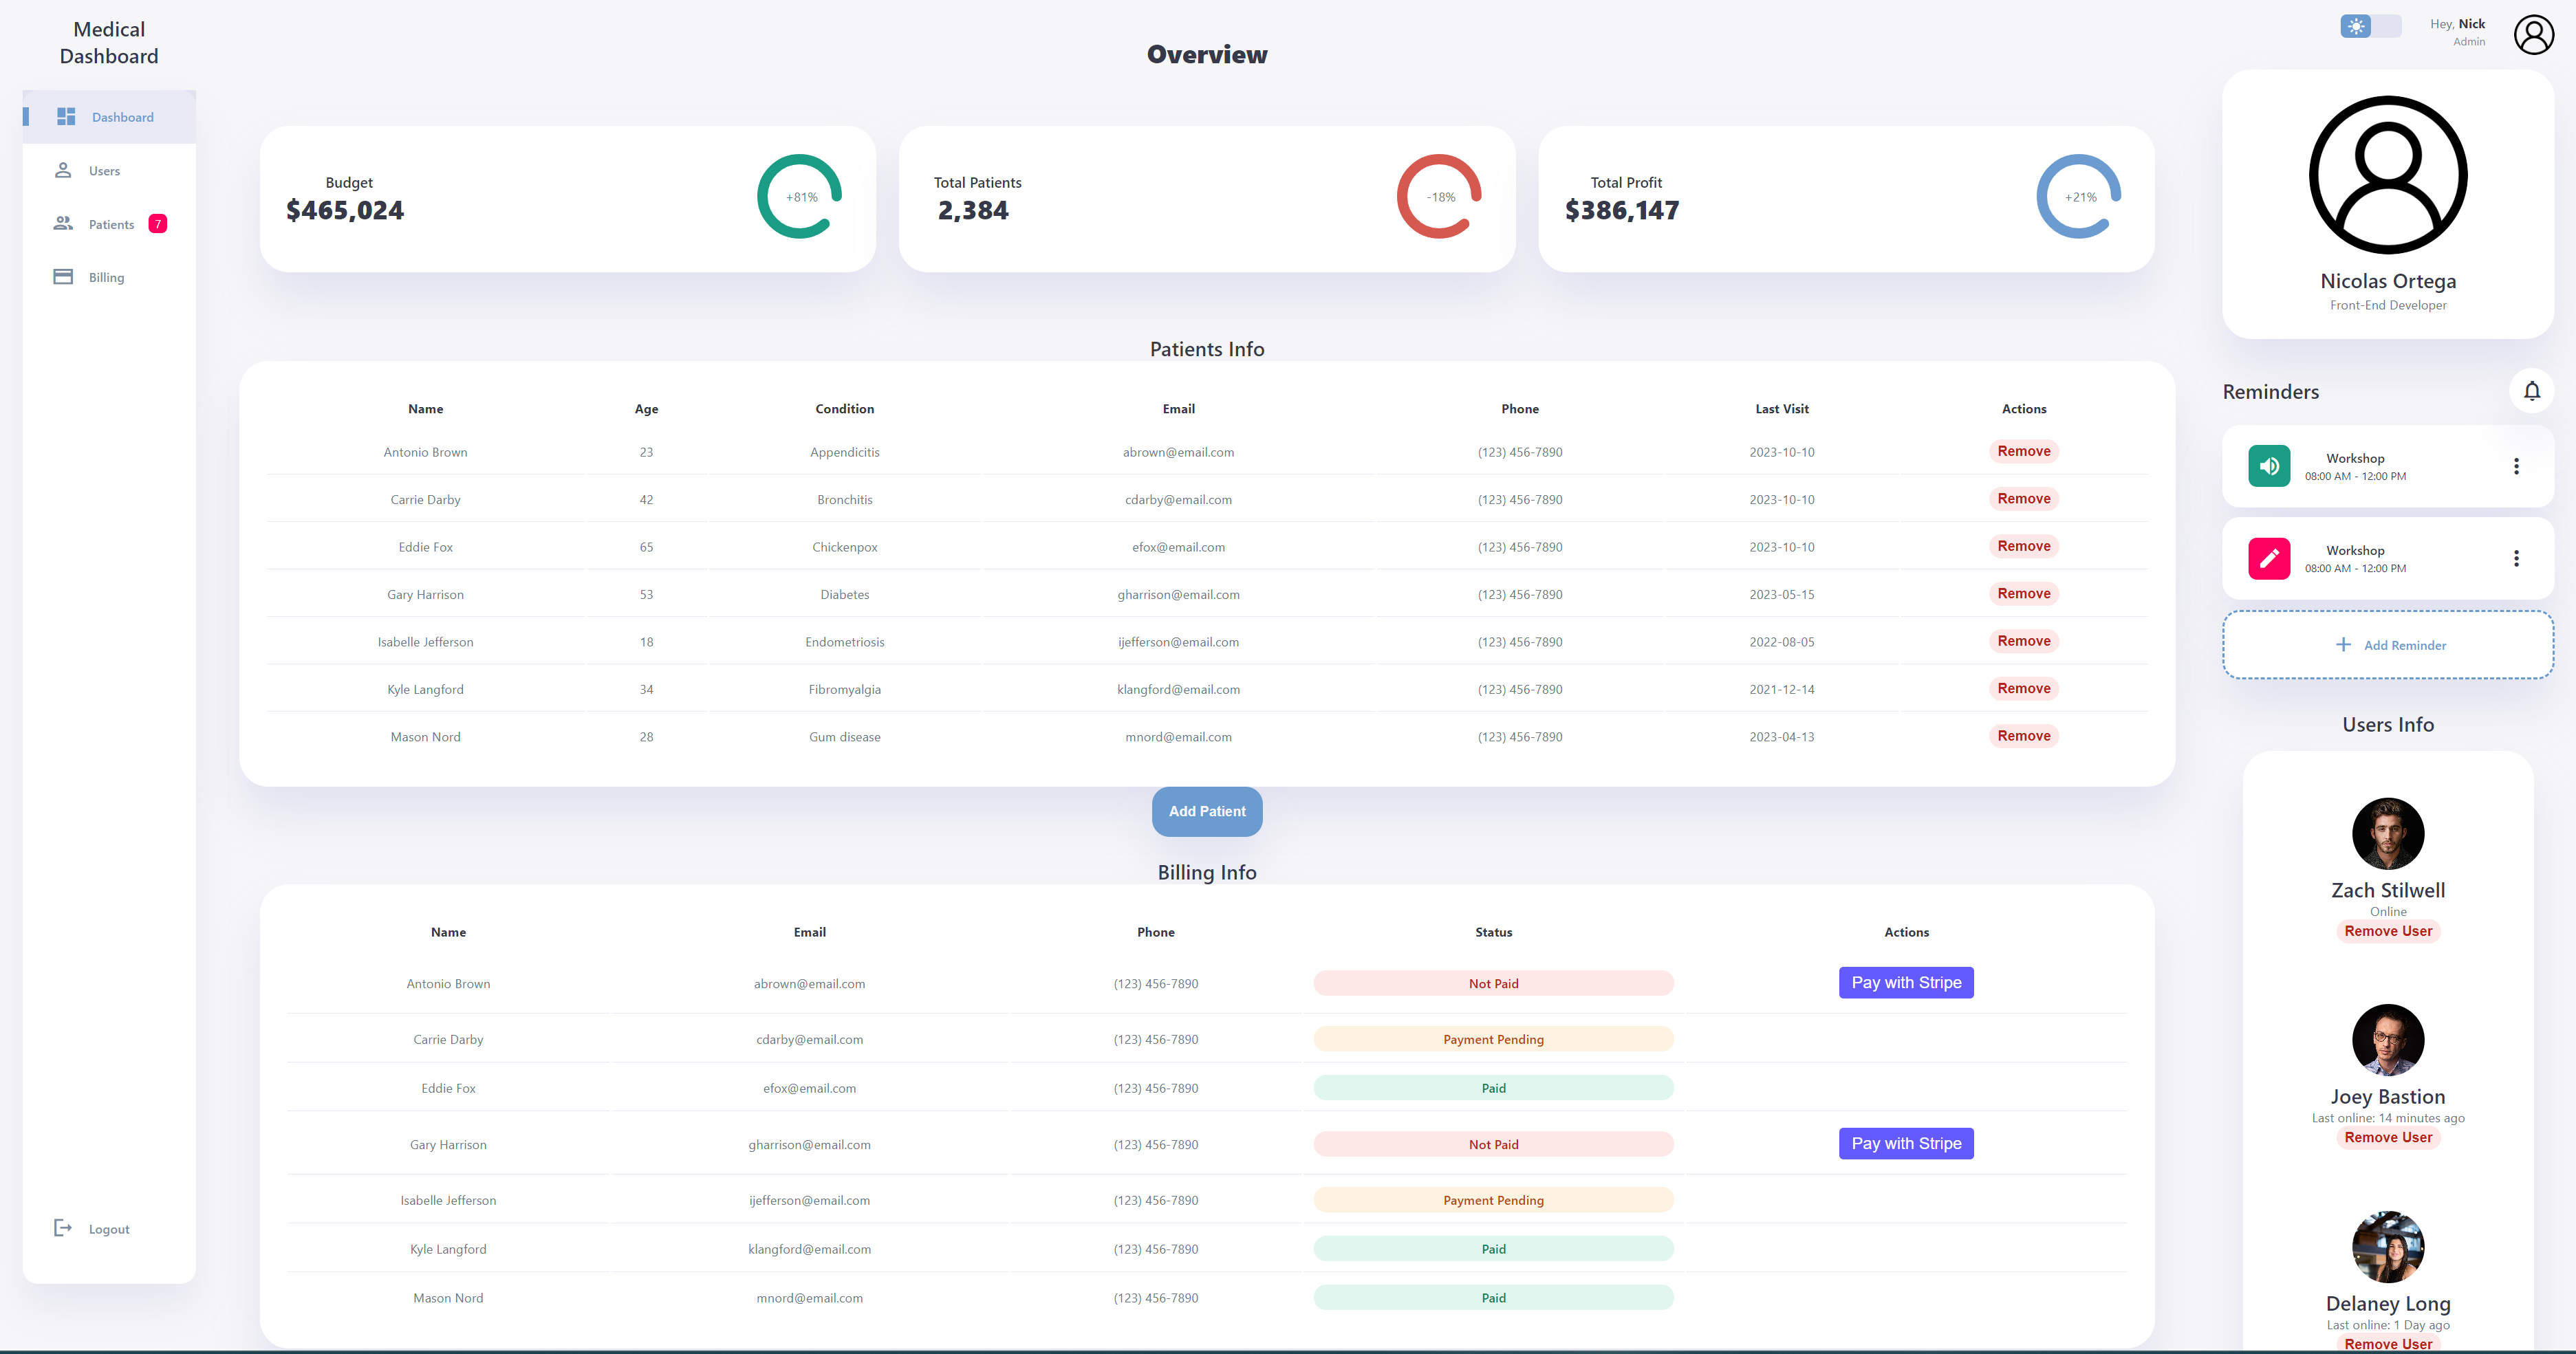 Medical
Dashboard
Dashboard
Users
Patients 7
Billing
Logout
Overview
Budget
$465,024
+81%
Total Patients
2,384
-18%
Total Profit
$386,147
+21%
Patients Info
Name Age Condition Email Phone Last Visit Actions
Antonio Brown 23 Appendicitis abrown@email.com (123) 456-7890 2023-10-10 Remove
Carrie Darby 42 Bronchitis cdarby@email.com (123) 456-7890 2023-10-10 Remove
Eddie Fox 65 Chickenpox efox@email.com (123) 456-7890 2023-10-10 Remove
Gary Harrison 53 Diabetes gharrison@email.com (123) 456-7890 2023-05-15 Remove
Isabelle Jefferson 18 Endometriosis ijefferson@email.com (123) 456-7890 2022-08-05 Remove
Kyle Langford 34 Fibromyalgia klangford@email.com (123) 456-7890 2021-12-14 Remove
Mason Nord 28 Gum disease mnord@email.com (123) 456-7890 2023-04-13 Remove
Add Patient
Billing Info
Name Email Phone Status Actions
Antonio Brown abrown@email.com (123) 456-7890 Not Paid Pay with Stripe
Carrie Darby cdarby@email.com (123) 456-7890 Payment Pending
Eddie Fox efox@email.com (123) 456-7890 Paid
Gary Harrison gharrison@email.com (123) 456-7890 Not Paid Pay with Stripe
Isabelle Jefferson ijefferson@email.com (123) 456-7890 Payment Pending
Kyle Langford klangford@email.com (123) 456-7890 Paid
Mason Nord mnord@email.com (123) 456-7890 Paid
Hey, Nick
Admin
Nicolas Ortega
Front-End Developer
Reminders
Workshop
08:00 AM - 12:00 PM
Workshop
08:00 AM - 12:00 PM
Add Reminder
Users Info
Zach Stilwell
Online
Remove User
Joey Bastion
Last online: 14 minutes ago
Remove User
Delaney Long
Last online: 1 Day ago
Remove User